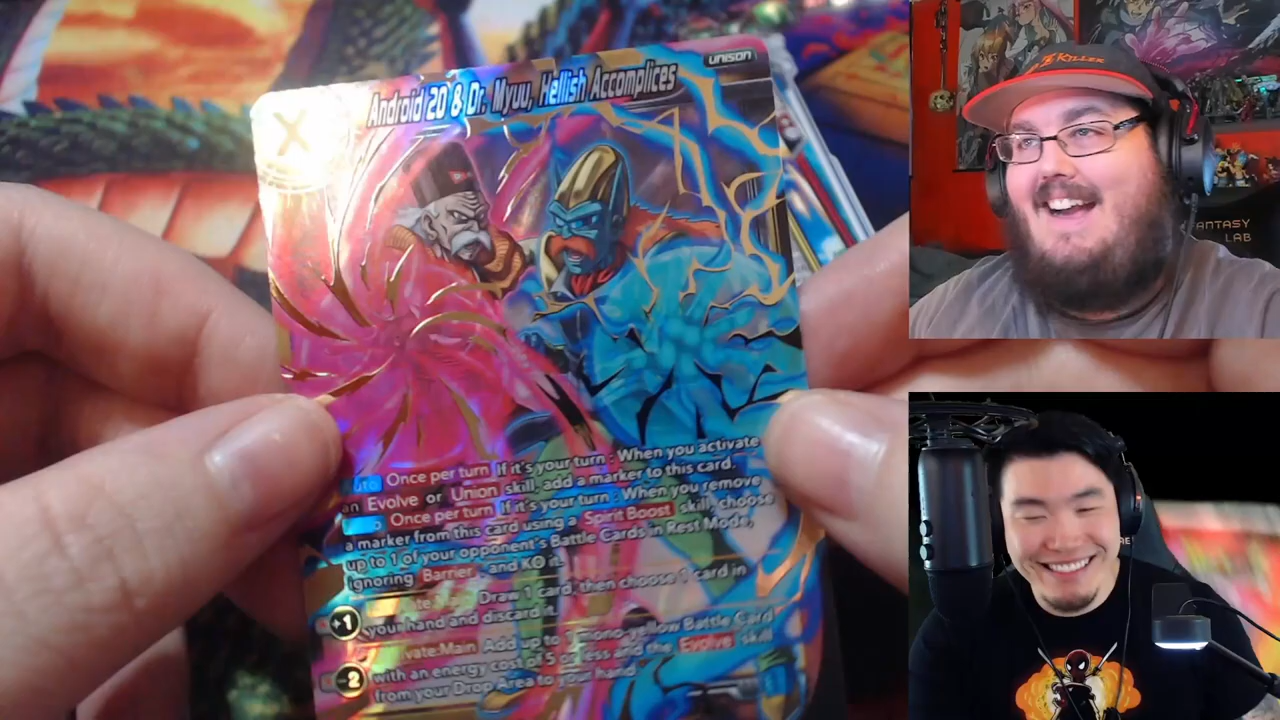 UNISON
X
Android 20 & Dr. Myuu, Hellish Accomplices
Auto Once per turn If it's your turn : When you activate
an Evolve or Union skill, add a marker to this card.
Once per turn If it's your turn : When you remove
a marker from this card using a Spirit Boost skill, choose
up to 1 of your opponent's Battle Cards in Rest Mode,
ignoring Barrier, and KO it.
+1 Draw 1 card, then choose 1 card in
your hand and discard it.
-2 Activate:Main Add up to 1 mono-yellow Battle Card
with an energy cost of 5 or less and the Evolve skill
from your Drop Area to your hand.
KILLER
FANTASY
LAB